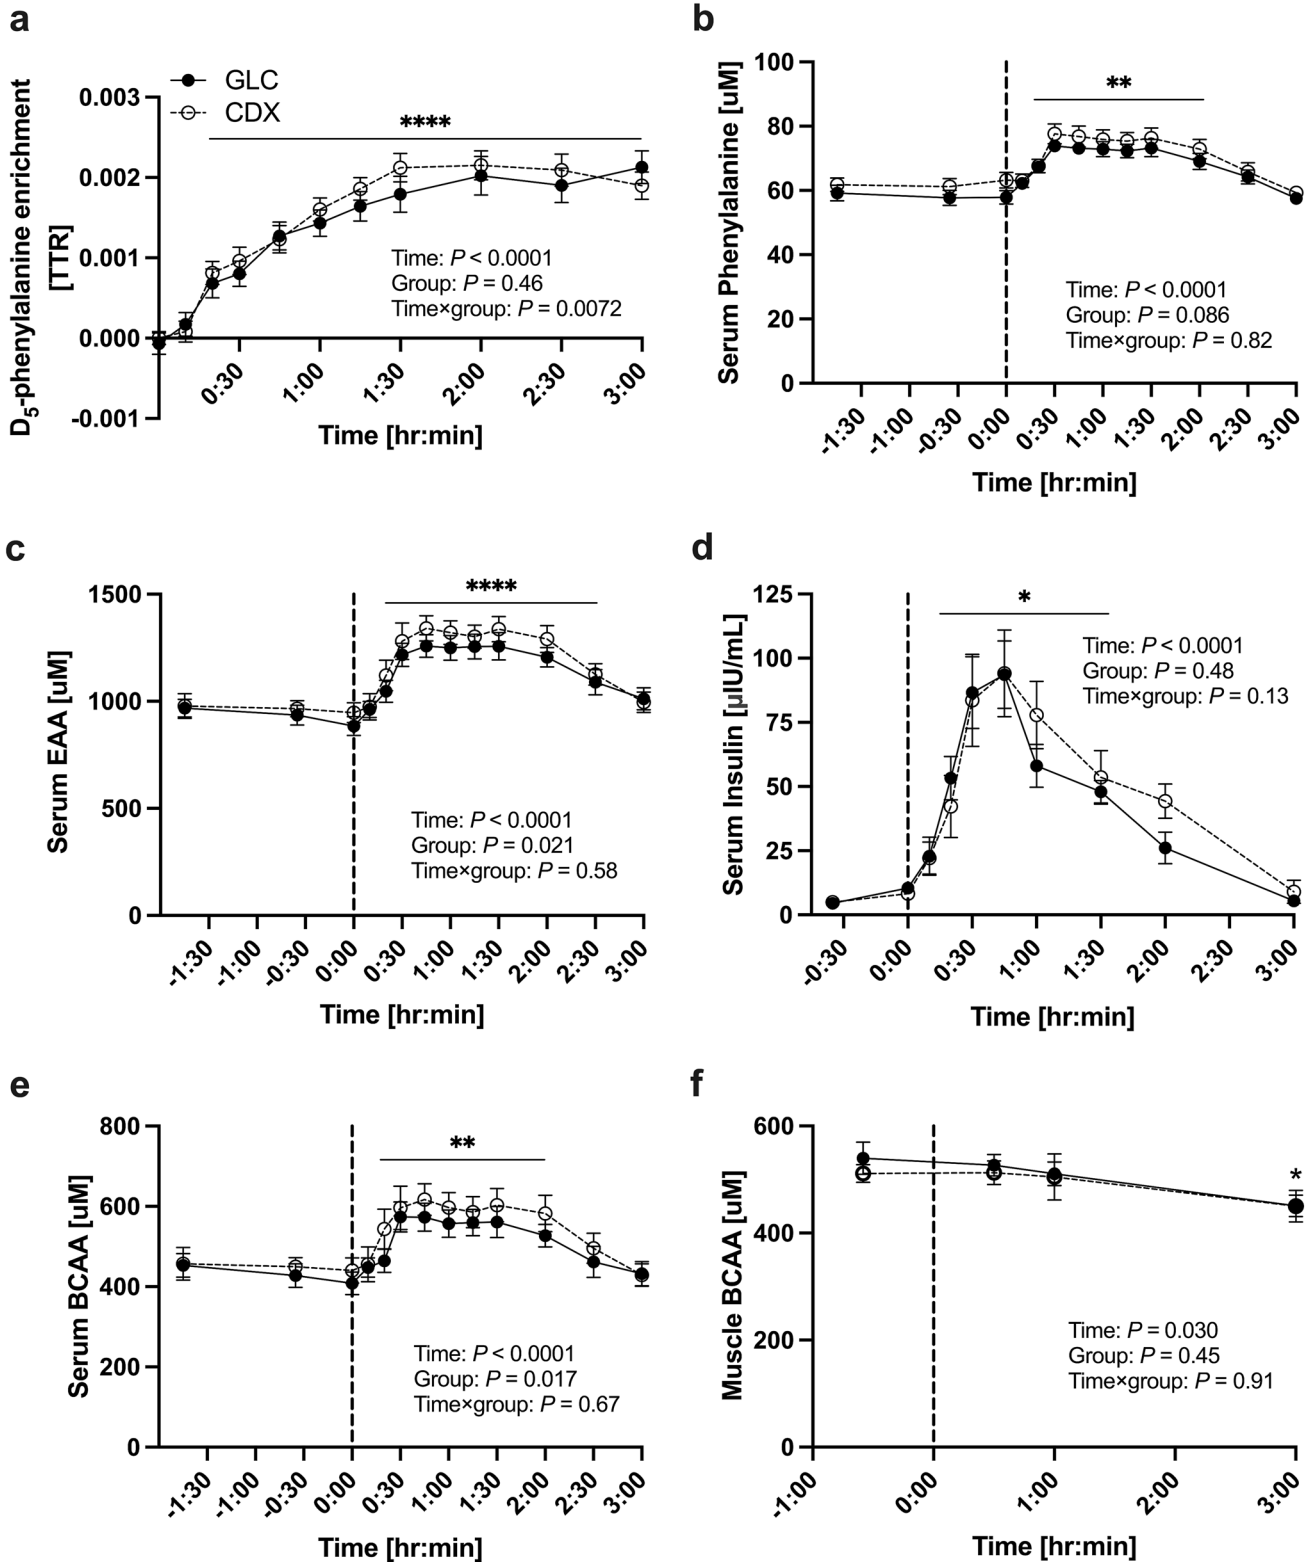 a
GLC
CDX
D5-phenylalanine enrichment
[TTR]
0.003
0.002
0.001
0.000
-0.001
****
Time: P < 0.0001
Group: P = 0.46
Time×group: P = 0.0072
0:30 1:00 1:30 2:00 2:30 3:00
Time [hr:min]
b
Serum Phenylalanine [uM]
100
80
60
40
20
0
**
Time: P < 0.0001
Group: P = 0.086
Time×group: P = 0.82
-1:30 -1:00 -0:30 0:00 0:30 1:00 1:30 2:00 2:30 3:00
Time [hr:min]
c
Serum EAA [uM]
1500
1000
500
0
****
Time: P < 0.0001
Group: P = 0.021
Time×group: P = 0.58
-1:30 -1:00 -0:30 0:00 0:30 1:00 1:30 2:00 2:30 3:00
Time [hr:min]
d
Serum Insulin [µIU/mL]
125
100
75
50
25
0
*
Time: P < 0.0001
Group: P = 0.48
Time×group: P = 0.13
-0:30 0:00 0:30 1:00 1:30 2:00 2:30 3:00
Time [hr:min]
e
Serum BCAA [uM]
800
600
400
200
0
**
Time: P < 0.0001
Group: P = 0.017
Time×group: P = 0.67
-1:30 -1:00 -0:30 0:00 0:30 1:00 1:30 2:00 2:30 3:00
Time [hr:min]
f
Muscle BCAA [uM]
600
400
200
0
*
Time: P = 0.030
Group: P = 0.45
Time×group: P = 0.91
-1:00 0:00 1:00 2:00 3:00
Time [hr:min]